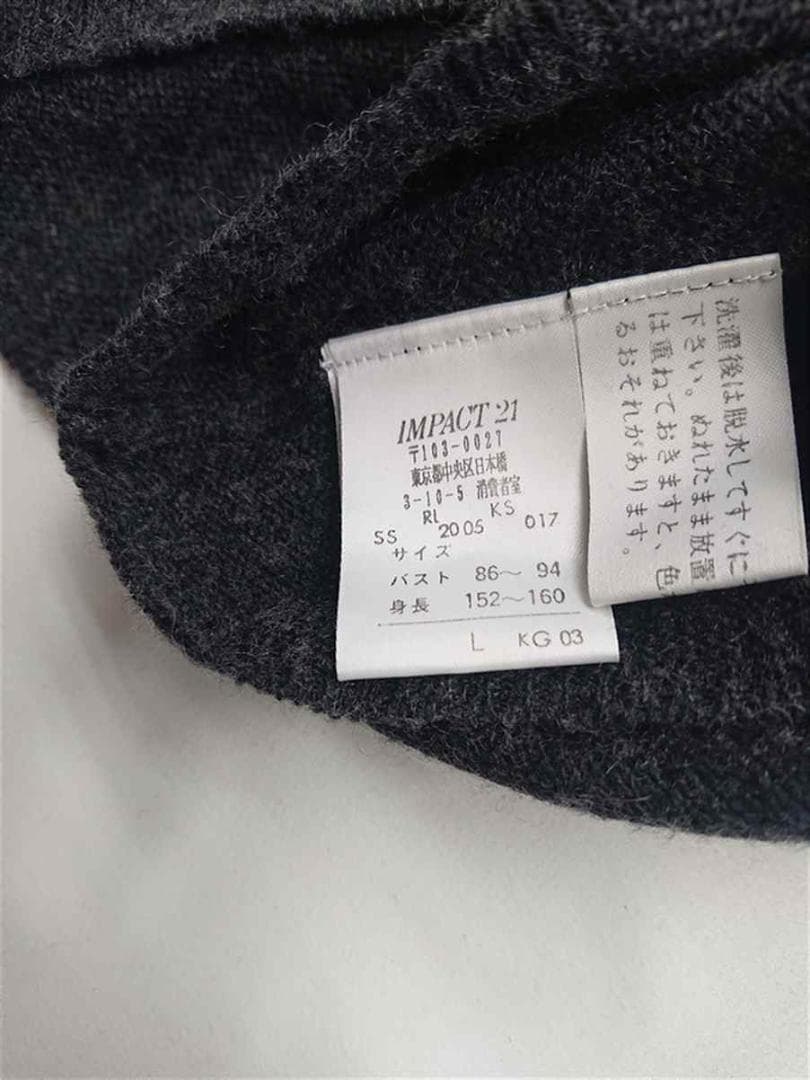 IMPACT 21
〒103-0027
東京都中央区日本橋
3-10-5 消費者室
RL KS
SS 2005 017
サイズ
バスト 86〜 94
身長 152〜160
L KG 03
洗濯後は脱水してすぐに
下さい。ぬれたまま放置
は重ねておきますと、色
るおそれがあります。